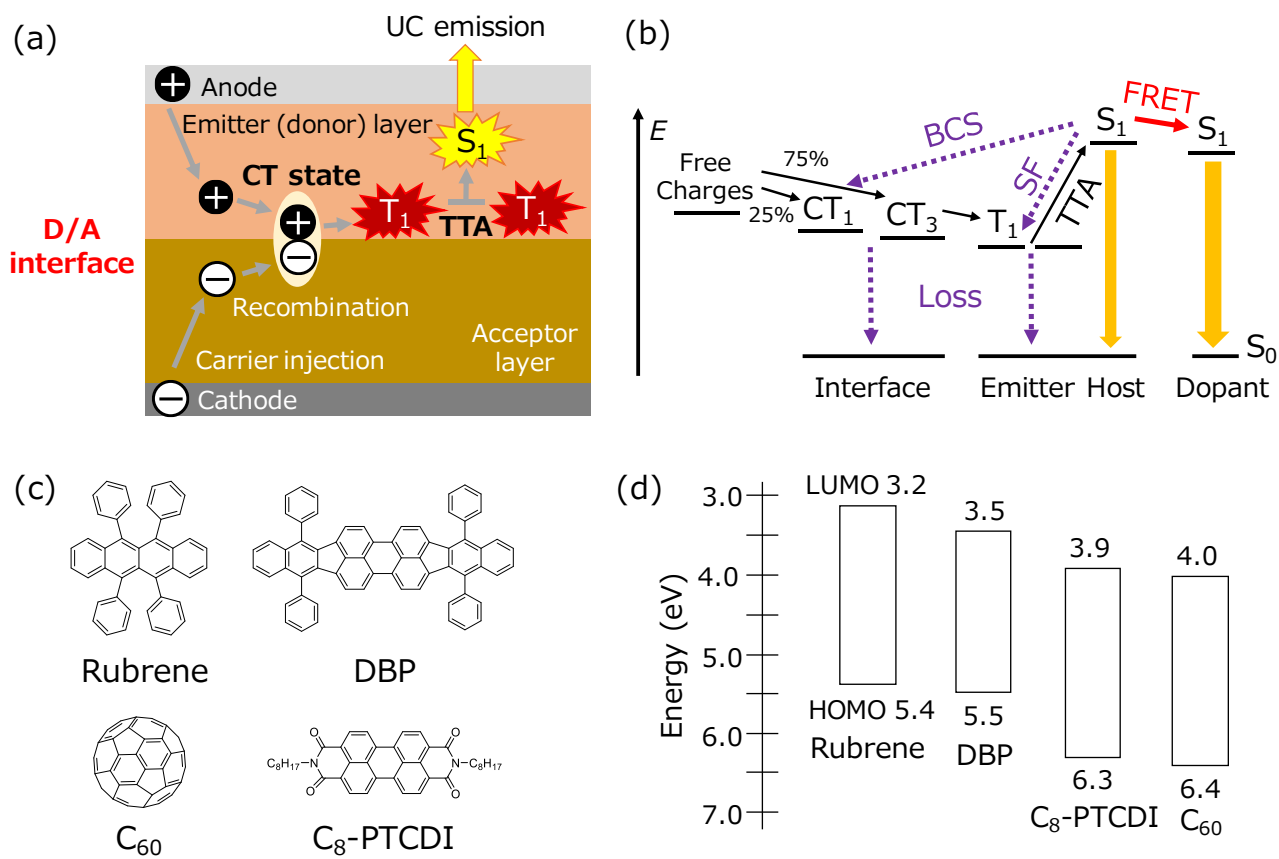 (a)
UC emission
+
Anode
Emitter (donor) layer
S1
CT state
+
+
T1
TTA
T1
D/A
interface
−
−
Recombination
Acceptor
layer
Carrier injection
−
Cathode
(b)
E
FRET
S1
S1
BCS
Free
Charges
75%
25%
SF
TTA
CT1
CT3
T1
Loss
S0
Interface
Emitter Host
Dopant
(c)
Rubrene
DBP
C60
O
O
C8H17
N
N
C8H17
O
O
C8-PTCDI
(d)
Energy (eV)
3.0
4.0
5.0
6.0
7.0
LUMO 3.2
3.5
3.9
4.0
HOMO 5.4
Rubrene
5.5
DBP
6.3
C8-PTCDI
6.4
C60